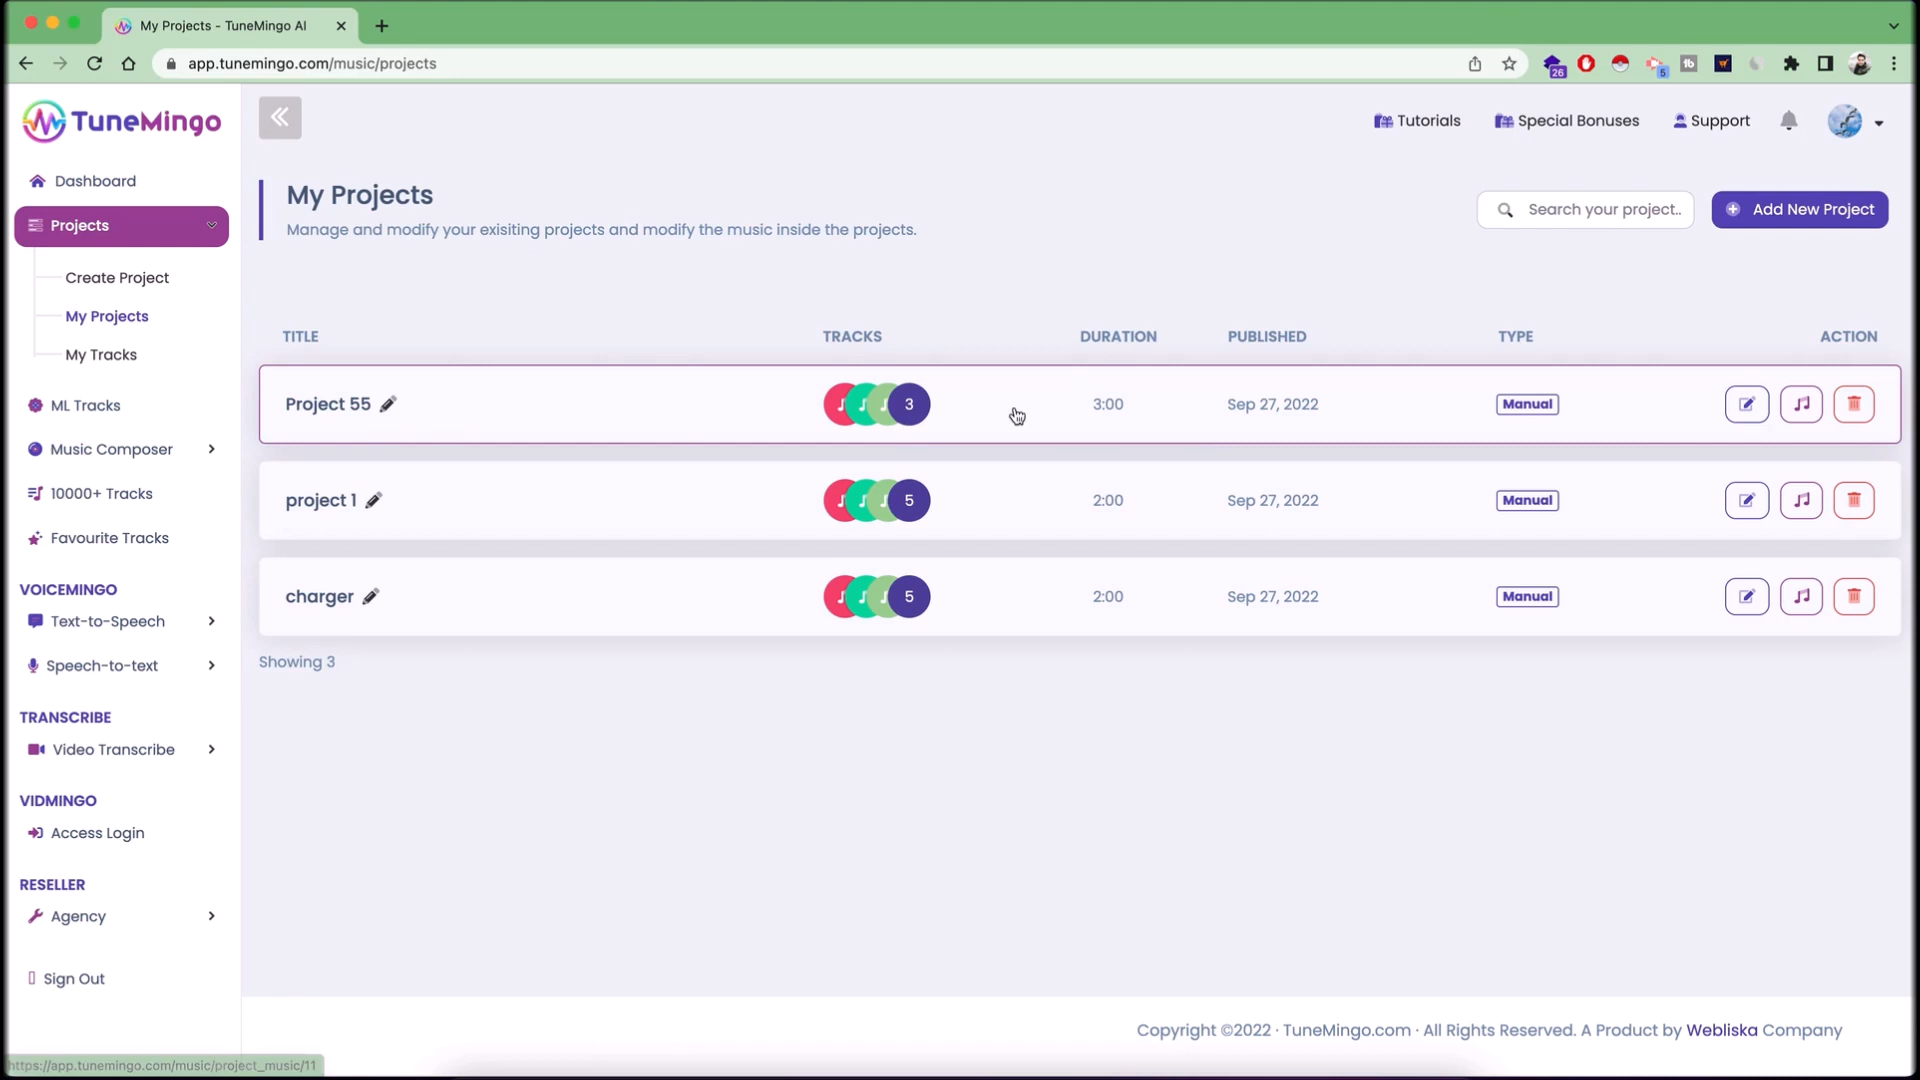 My Projects - TuneMingo AI
app.tunemingo.com/music/projects
26
5
TuneMingo
Tutorials
Special Bonuses
Support
Dashboard
Projects
Create Project
My Projects
My Tracks
ML Tracks
Music Composer
10000+ Tracks
Favourite Tracks
VOICEMINGO
Text-to-Speech
Speech-to-text
TRANSCRIBE
Video Transcribe
VIDMINGO
Access Login
RESELLER
Agency
Sign Out
My Projects
Manage and modify your exisiting projects and modify the music inside the projects.
Search your project..
Add New Project
TITLE TRACKS DURATION PUBLISHED TYPE ACTION
Project 55 3 3:00 Sep 27, 2022 Manual
project 1 5 2:00 Sep 27, 2022 Manual
charger 5 2:00 Sep 27, 2022 Manual
Showing 3
Copyright ©2022 · TuneMingo.com · All Rights Reserved. A Product by Webliska Company
https://app.tunemingo.com/music/project_music/11